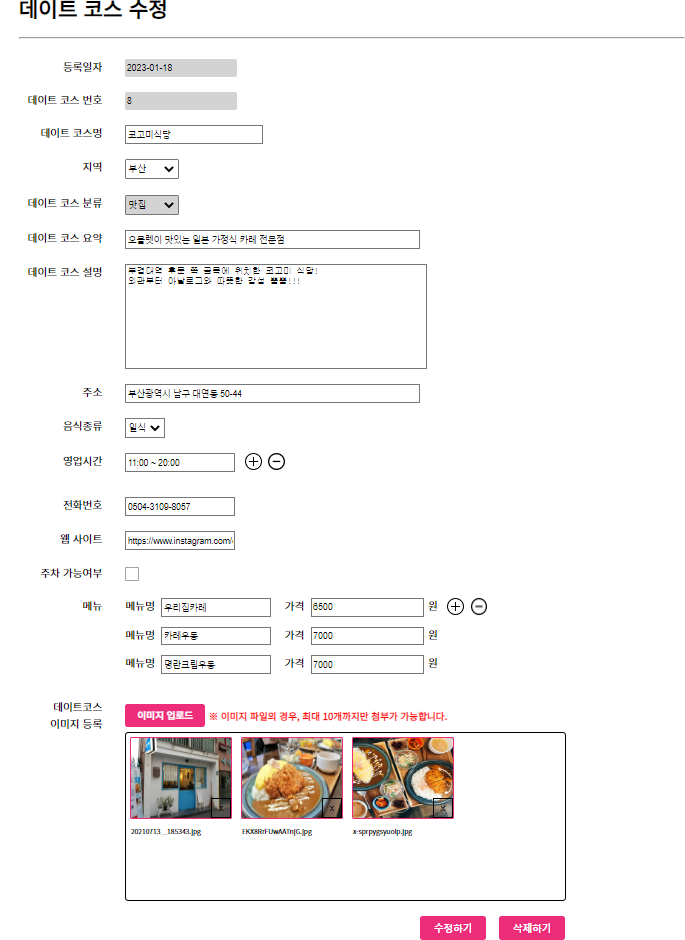 데이트 코스 수정
등록일자 2023-01-18
데이트 코스 번호 8
데이트 코스명 코고미식당
지역 부산
데이트 코스 분류 맛집
데이트 코스 요약 오믈렛이 맛있는 일본 가정식 카레 전문점
데이트 코스 설명 부경대역 후문 쪽 골목에 위치한 코고미 식당!
외관부터 아날로그와 따뜻한 감성 뿜뿜!!!
주소 부산광역시 남구 대연동 50-44
음식종류 일식
영업시간 11:00 ~ 20:00
전화번호 0504-3109-8057
웹 사이트 https://www.instagram.com/
주차 가능여부
메뉴 메뉴명 우리집카레 가격 6500 원
메뉴명 카레우동 가격 7000 원
메뉴명 명란크림우동 가격 7000 원
데이트코스
이미지 등록
이미지 업로드 ※ 이미지 파일의 경우, 최대 10개까지만 첨부가 가능합니다.
x x x
20210713__185343.jpg EKX8RrFUwAATnjG.jpg x-sprpygsyuolp.jpg
수정하기 삭제하기